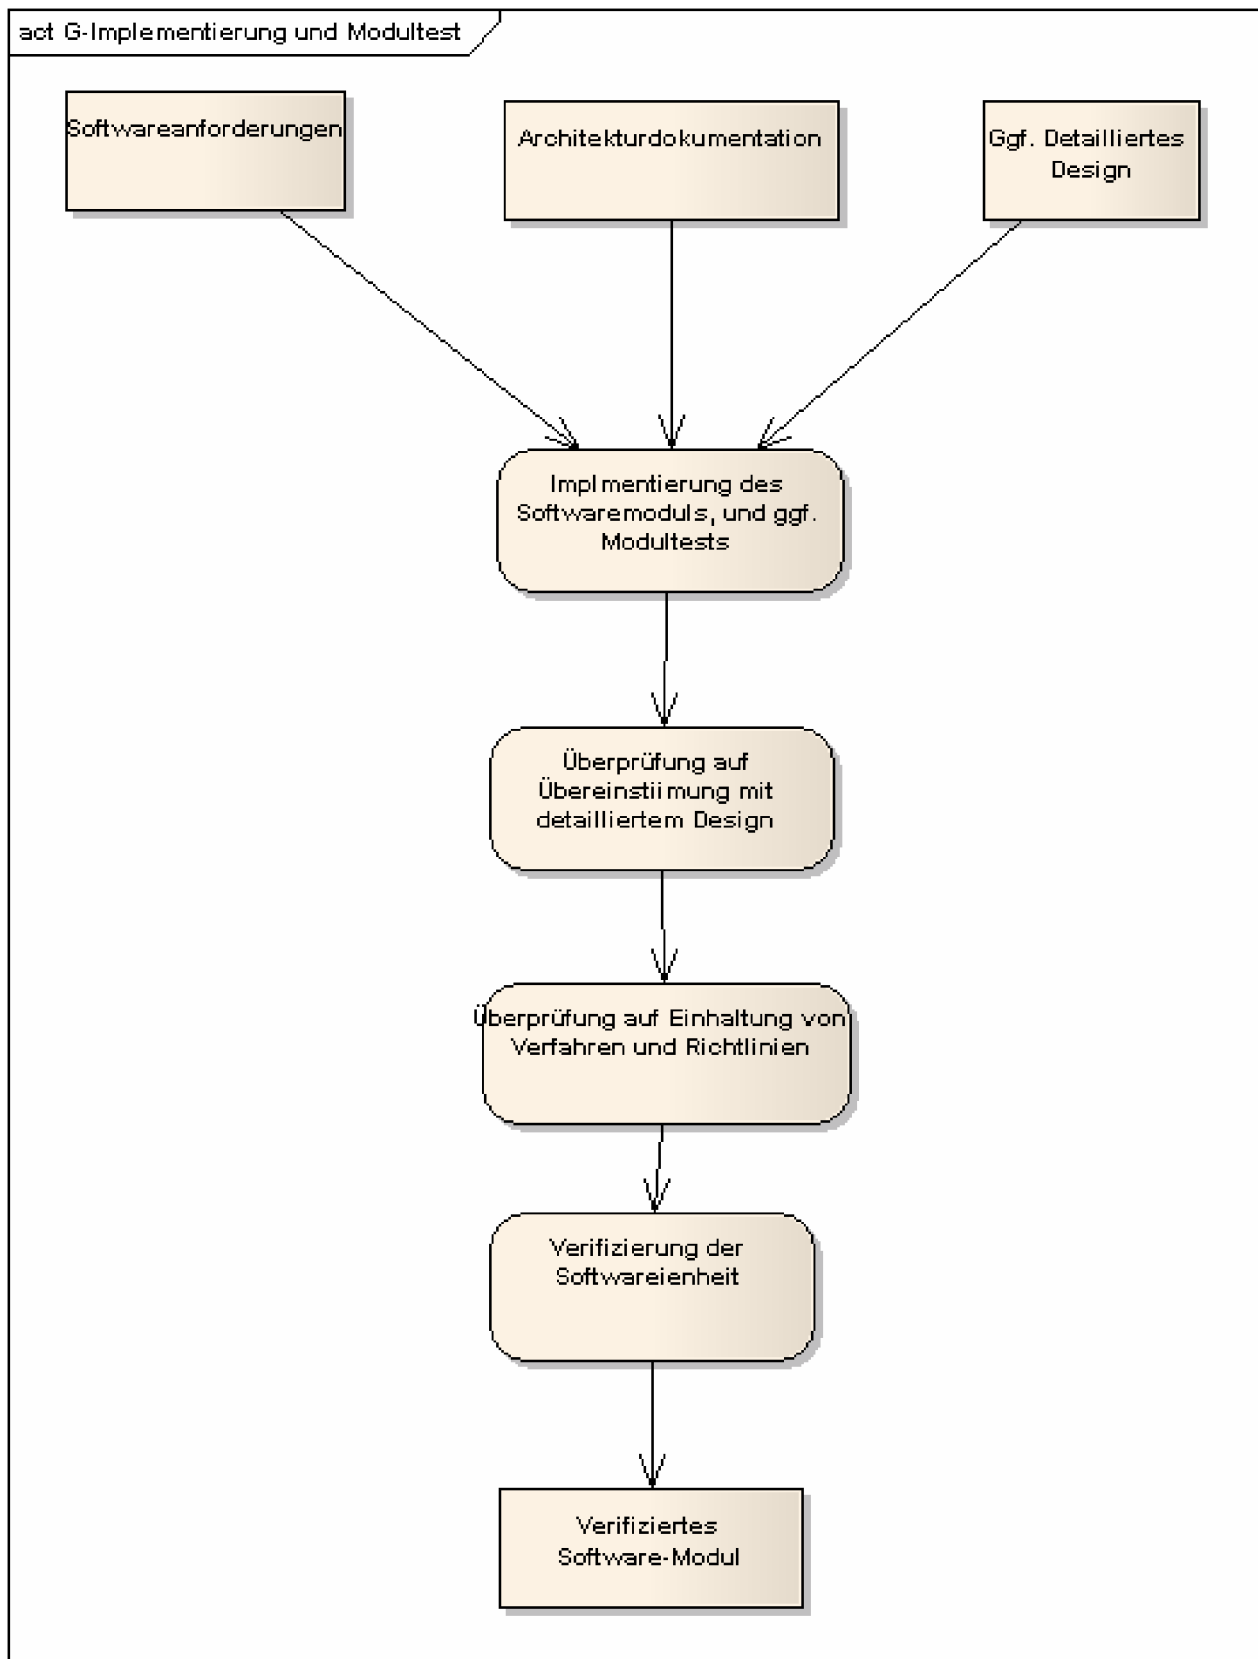 act G-Implementierung und Modultest
Softwareanforderungen
Architekturdokumentation
Ggf. Detailliertes
Design
Implmentierung des
Softwaremoduls, und ggf.
Modultests
Überprüfung auf
Übereinstiimung mit
detailliertem Design
Überprüfung auf Einhaltung von
Verfahren und Richtlinien
Verifizierung der
Softwareienheit
Verifiziertes
Software-Modul